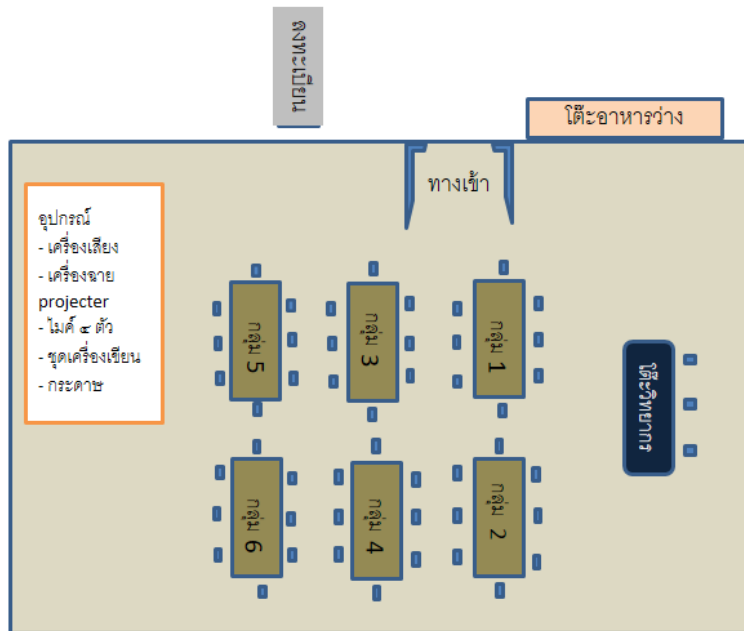 ลงทะเบียน
โต๊ะอาหารว่าง
ทางเข้า
อุปกรณ์
- เครื่องเสียง
- เครื่องฉาย
projecter
- ไมค์ ๔ ตัว
- ชุดเครื่องเขียน
- กระดาษ
กลุ่ม 5
กลุ่ม 3
กลุ่ม 1
โต๊ะวิทยากร
กลุ่ม 6
กลุ่ม 4
กลุ่ม 2